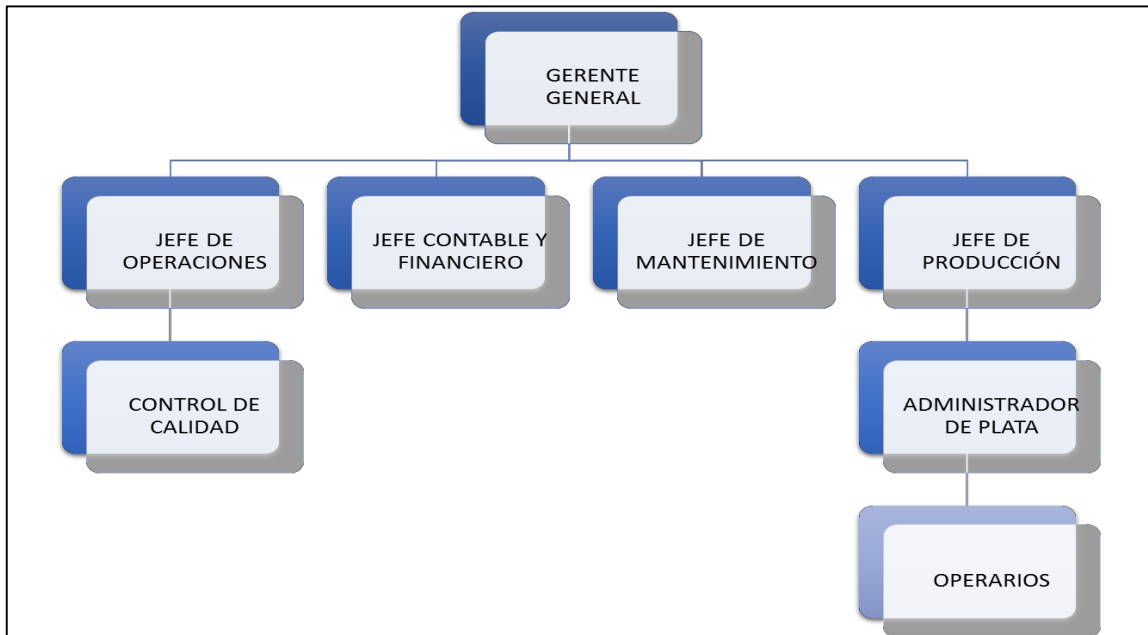 GERENTE
GENERAL
JEFE DE
OPERACIONES
JEFE CONTABLE Y
FINANCIERO
JEFE DE
MANTENIMIENTO
JEFE DE
PRODUCCIÓN
CONTROL DE
CALIDAD
ADMINISTRADOR
DE PLATA
OPERARIOS